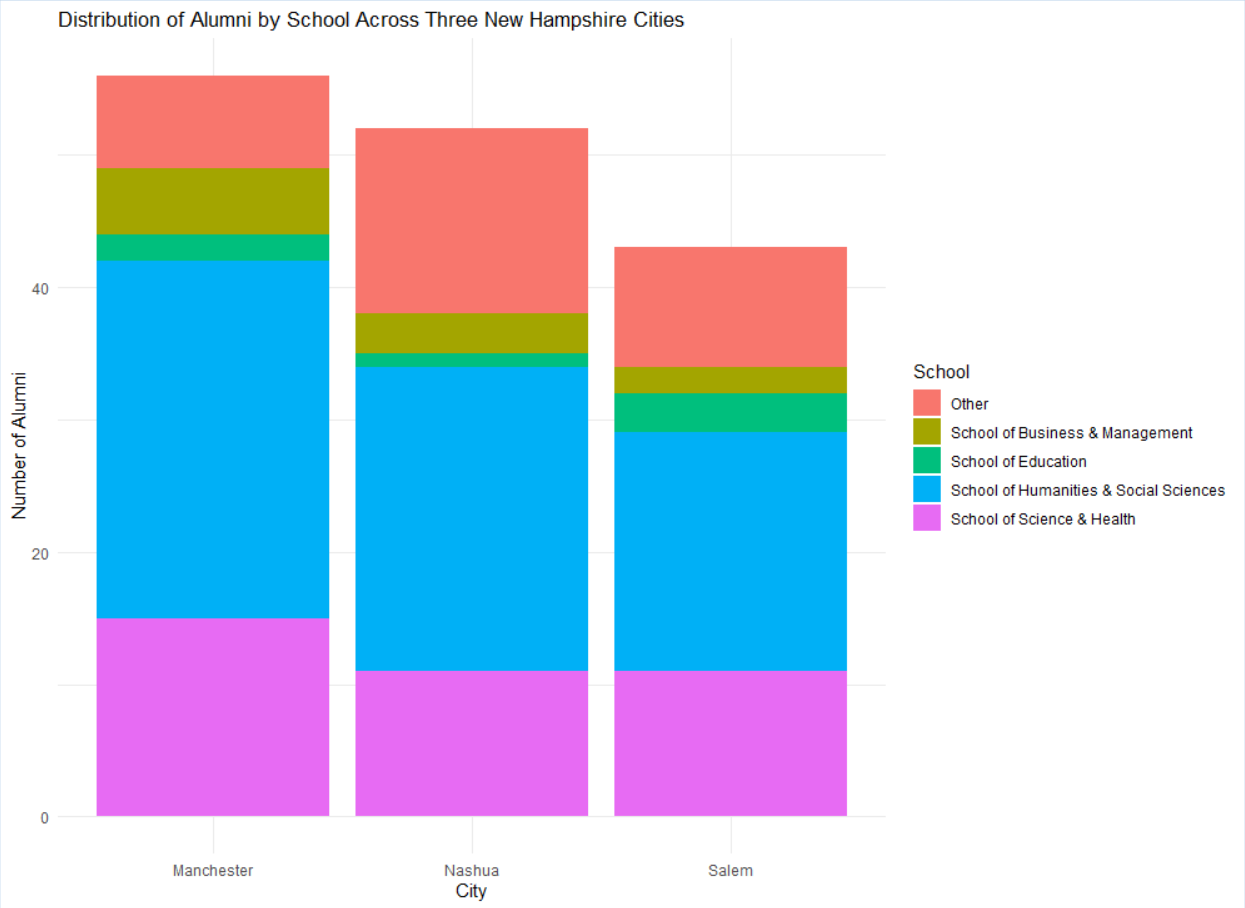 Distribution of Alumni by School Across Three New Hampshire Cities
Number of Alumni
40
20
0
Manchester
Nashua
Salem
City
School
Other
School of Business & Management
School of Education
School of Humanities & Social Sciences
School of Science & Health